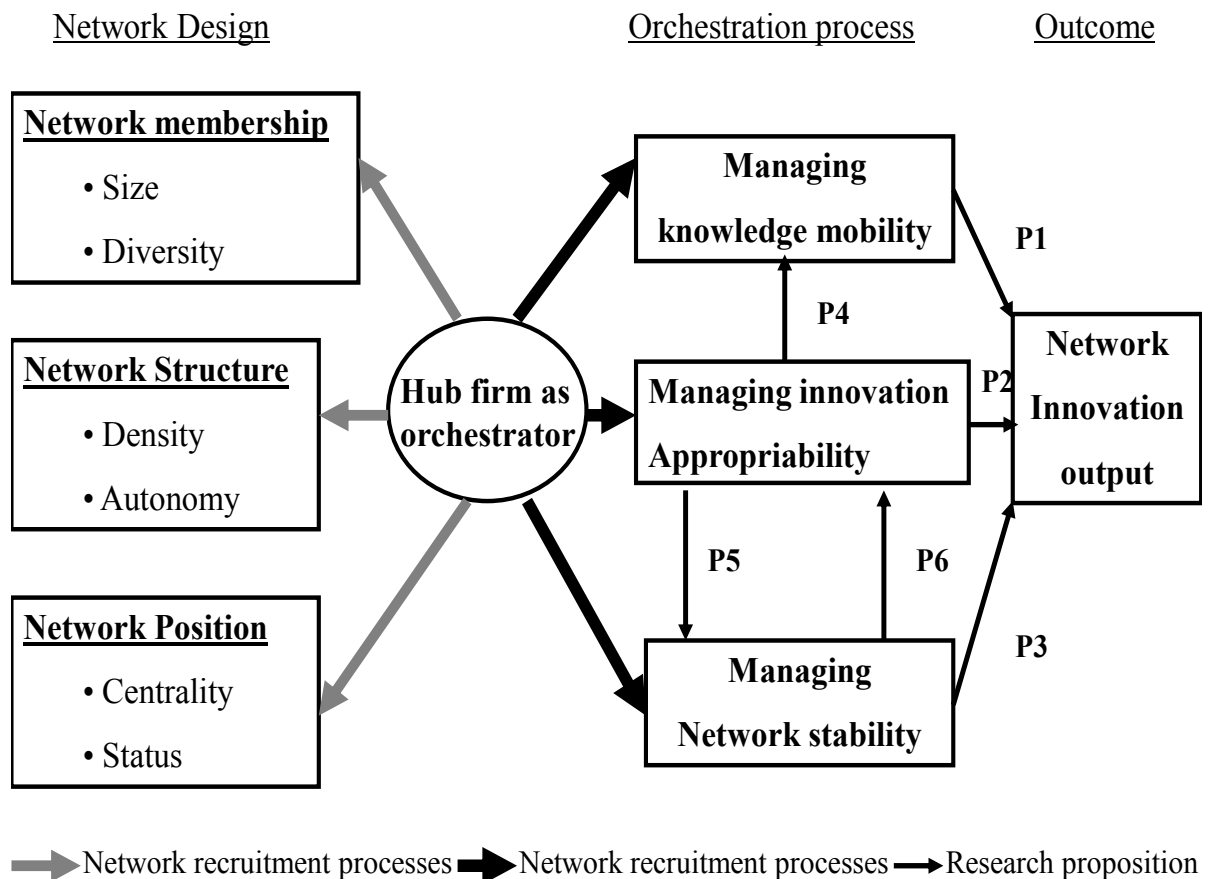 Network Design
Orchestration process
Outcome
Network membership
• Size
• Diversity
Network Structure
• Density
• Autonomy
Network Position
• Centrality
• Status
Hub firm as
orchestrator
Managing
knowledge mobility
P4
Managing innovation
Appropriability
P5
P6
Managing
Network stability
P1
P2
P3
Network
Innovation
output
Network recruitment processes
Network recruitment processes
Research proposition